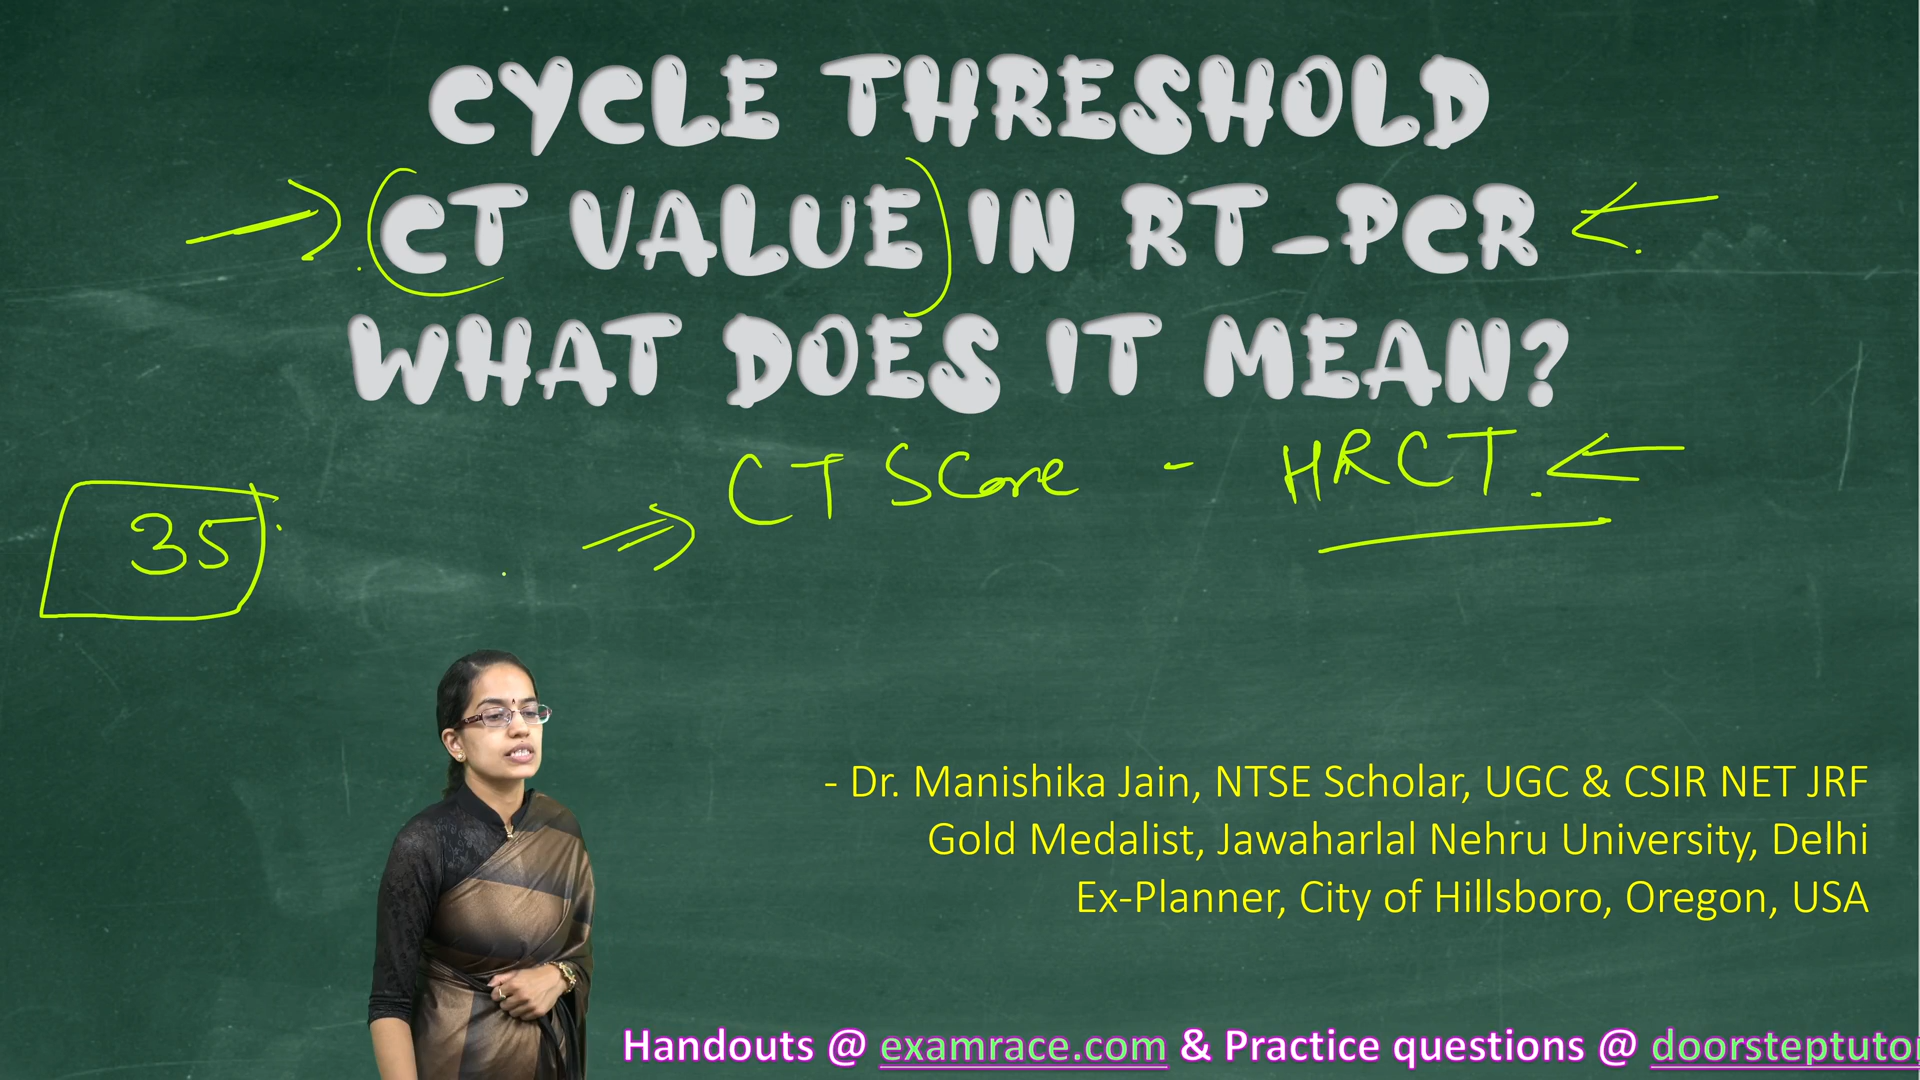 CYCLE THRESHOLD
(CT VALUE) IN RT-PCR
WHAT DOES IT MEAN?
CT Score - HRCT
35
- Dr. Manishika Jain, NTSE Scholar, UGC & CSIR NET JRF
Gold Medalist, Jawaharlal Nehru University, Delhi
Ex-Planner, City of Hillsboro, Oregon, USA
Handouts @ examrace.com & Practice questions @ doorsteptutor